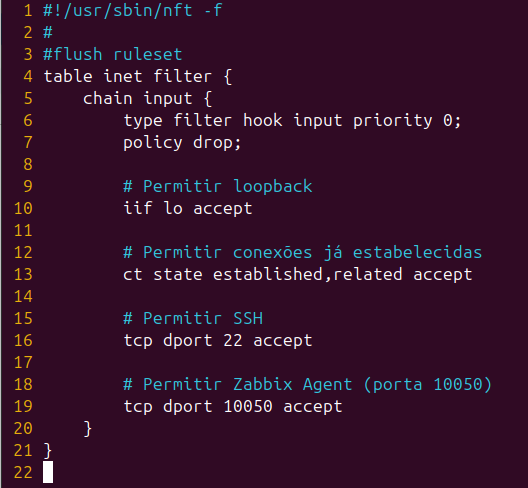 1 #!/usr/sbin/nft -f
2 #
3 #flush ruleset
4 table inet filter {
5     chain input {
6         type filter hook input priority 0;
7         policy drop;
8
9         # Permitir loopback
10         iif lo accept
11
12         # Permitir conexões já estabelecidas
13         ct state established,related accept
14
15         # Permitir SSH
16         tcp dport 22 accept
17
18         # Permitir Zabbix Agent (porta 10050)
19         tcp dport 10050 accept
20     }
21 }
22